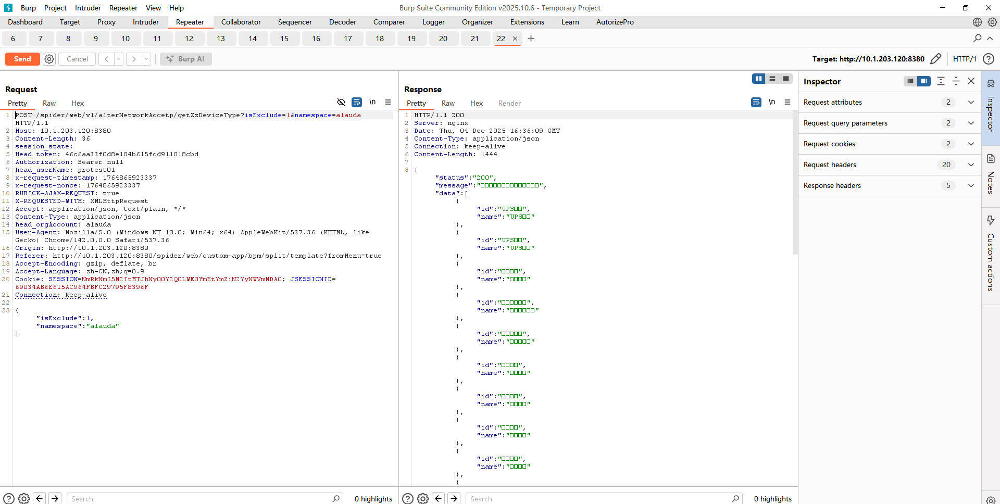 Burp Project Intruder Repeater View Help
Burp Suite Community Edition v2025.10.6 - Temporary Project
Dashboard Target Proxy Intruder Repeater Collaborator Sequencer Decoder Comparer Logger Organizer Extensions Learn AutorizePro
6 7 8 9 10 11 12 13 14 15 16 17 18 19 20 21 22 × +
Send Cancel < > Burp AI
Target: http://10.1.203.120:8380 HTTP/1
Request
Pretty Raw Hex \n
1 POST /spider/web/v1/alterNetworkAccetp/getZzDeviceType?isExclude=1&namespace=alauda
HTTP/1.1
2 Host: 10.1.203.120:8380
3 Content-Length: 36
4 session_state:
5 Head_token: 46c6aa33f0d8e104b615fcd911018cbd
6 Authorization: Bearer null
7 head_userName: protest01
8 x-request-timestamp: 1764865923337
9 x-request-nonce: 1764865923337
10 RUBICK-AJAX-REQUEST: true
11 X-REQUESTED-WITH: XMLHttpRequest
12 Accept: application/json, text/plain, */*
13 Content-Type: application/json
14 head_orgAccount: alauda
15 User-Agent: Mozilla/5.0 (Windows NT 10.0; Win64; x64) AppleWebKit/537.36 (KHTML, like
Gecko) Chrome/142.0.0.0 Safari/537.36
16 Origin: http://10.1.203.120:8380
17 Referer: http://10.1.203.120:8380/spider/web/custom-app/bpm/split/template?fromMenu=true
18 Accept-Encoding: gzip, deflate, br
19 Accept-Language: zh-CN,zh;q=0.9
20 Cookie: SESSION=NmRkNmI5M2ItMTJhNy00Y2Q0LWE0YmEtYmZiN2YyNWVmMDA0; JSESSIONID=
69034AB6E615AC964FBFC29795F8396F
21 Connection: keep-alive
22
23 {
"isExclude":1,
"namespace":"alauda"
}
Search 0 highlights
Response
Pretty Raw Hex Render \n
1 HTTP/1.1 200
2 Server: nginx
3 Date: Thu, 04 Dec 2025 16:36:09 GMT
4 Content-Type: application/json
5 Connection: keep-alive
6 Content-Length: 1444
7
8 {
"status":"200",
"message":"□□□□□□□□□□□□□□",
"data":[
{
"id":"UPS□□",
"name":"UPS□□"
},
{
"id":"UPS□□",
"name":"UPS□□"
},
{
"id":"□□□□",
"name":"□□□□"
},
{
"id":"□□□□□□",
"name":"□□□□□□"
},
{
"id":"□□□□□",
"name":"□□□□□"
},
{
"id":"□□□□",
"name":"□□□□"
},
{
"id":"□□□□",
"name":"□□□□"
},
{
"id":"□□□□",
"name":"□□□□"
},
{
"id":"□□□□",
"name":"□□□□"
},
{
Search 0 highlights
Inspector
Request attributes 2
Request query parameters 2
Request cookies 2
Request headers 20
Response headers 5
Inspector
Notes
Custom actions